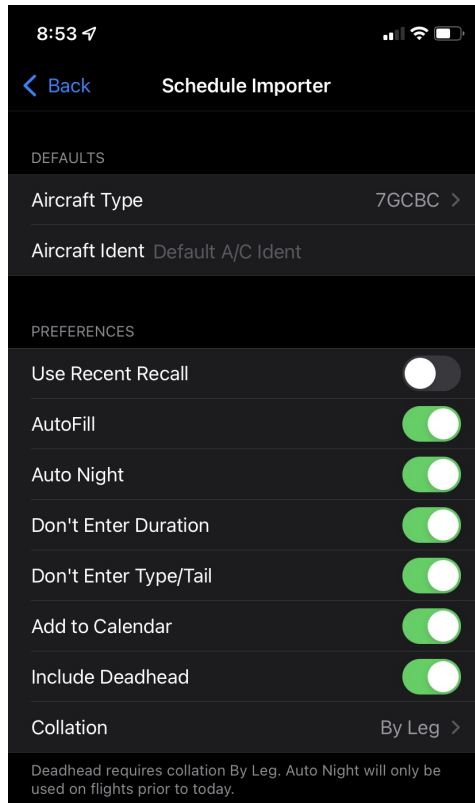 8:53
Back Schedule Importer
DEFAULTS
Aircraft Type 7GCBC
Aircraft Ident Default A/C Ident
PREFERENCES
Use Recent Recall
AutoFill
Auto Night
Don't Enter Duration
Don't Enter Type/Tail
Add to Calendar
Include Deadhead
Collation By Leg
Deadhead requires collation By Leg. Auto Night will only be
used on flights prior to today.